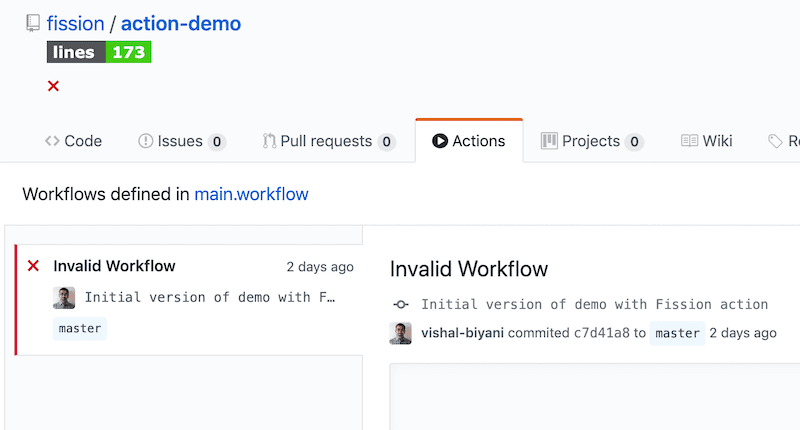 fission / action-demo
lines 173
Code Issues 0 Pull requests 0 Actions Projects 0 Wiki
Workflows defined in main.workflow
Invalid Workflow 2 days ago
Initial version of demo with F…
master
Invalid Workflow
Initial version of demo with Fission action
vishal-biyani commited c7d41a8 to master 2 days ago